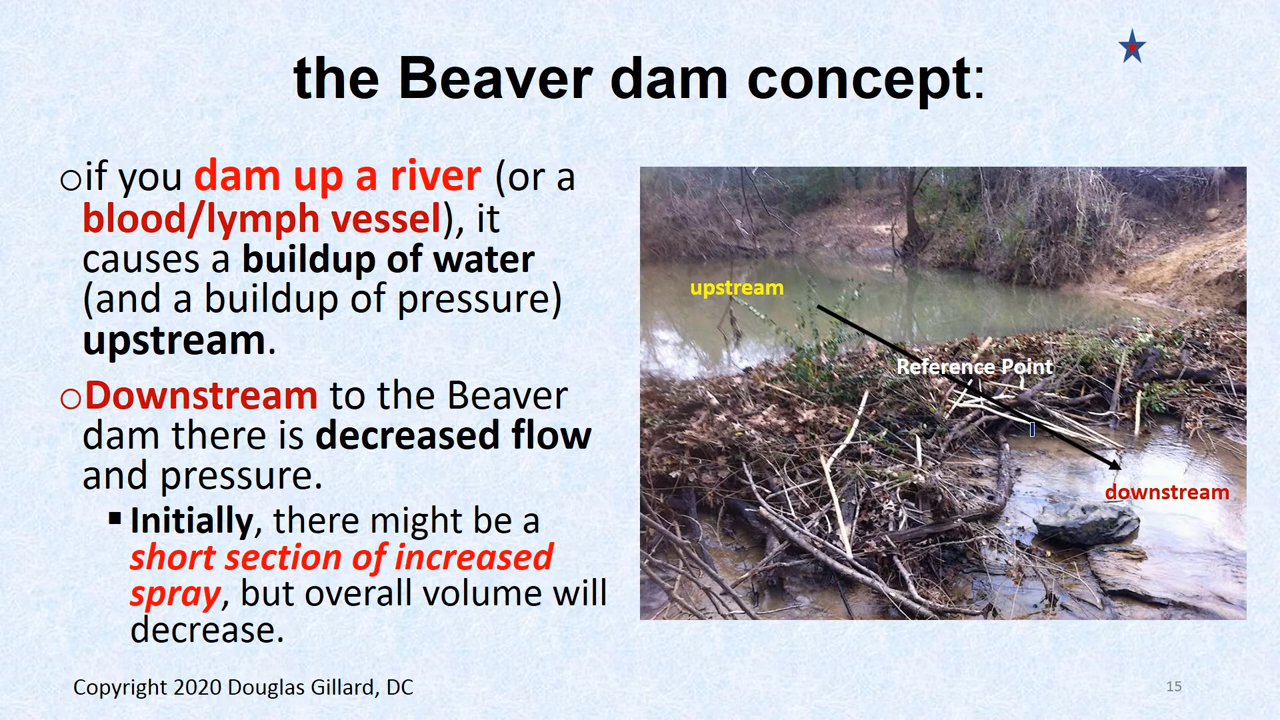 the Beaver dam concept:
if you dam up a river (or a
blood/lymph vessel), it
causes a buildup of water
(and a buildup of pressure)
upstream.
Downstream to the Beaver
dam there is decreased flow
and pressure.
Initially, there might be a
short section of increased
spray, but overall volume will
decrease.
upstream
Reference Point
downstream
Copyright 2020 Douglas Gillard, DC
15